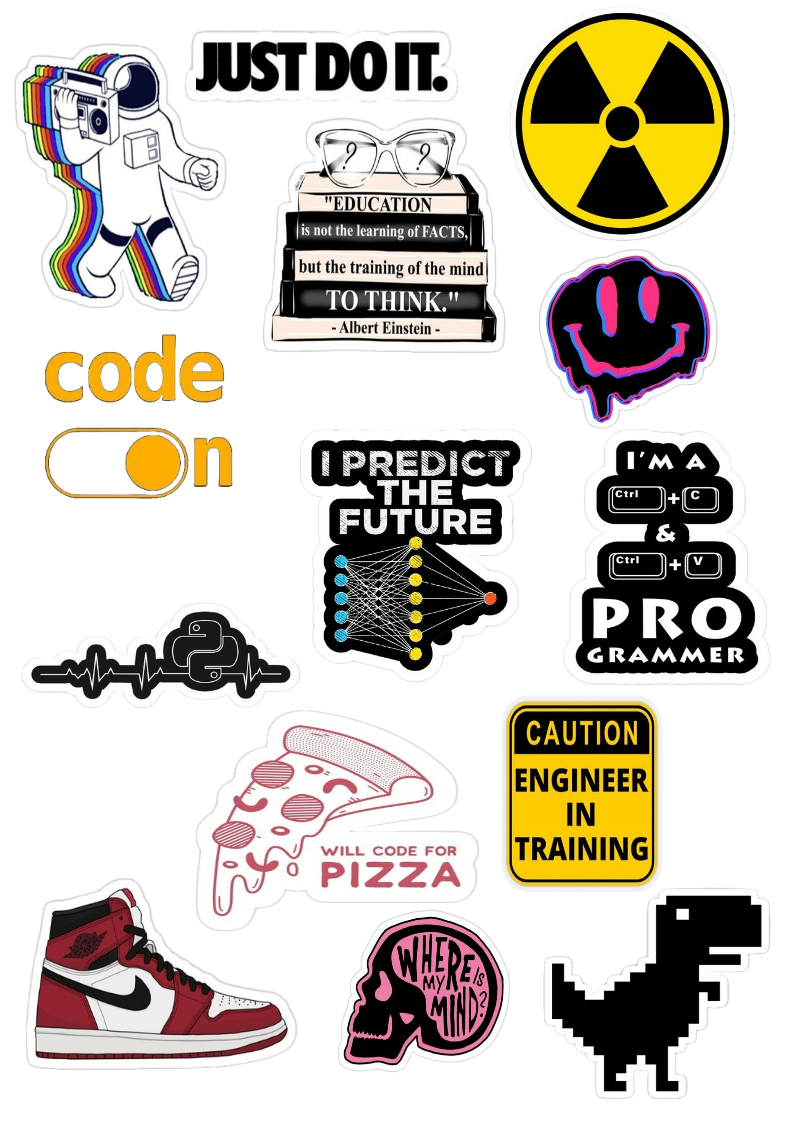 JUST DO IT.
? ?
"EDUCATION
is not the learning of FACTS,
but the training of the mind
TO THINK."
- Albert Einstein -
code
on
I PREDICT
THE
FUTURE
I'M A
Ctrl + C
&
Ctrl + V
PRO
GRAMMER
CAUTION
ENGINEER
IN
TRAINING
WILL CODE FOR
PIZZA
WHERE IS
MY
MIND?